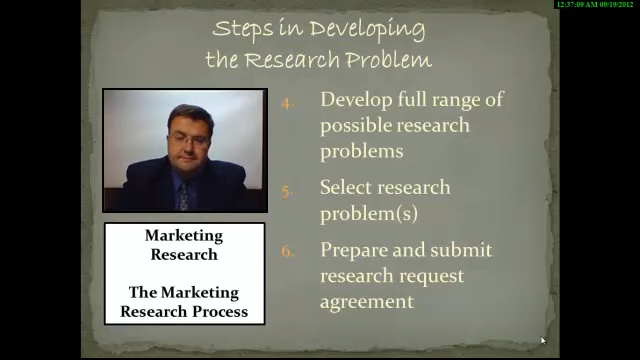 12:37:09 AM 09/19/2012
Steps in Developing
the Research Problem
4. Develop full range of
possible research
problems
5. Select research
problem(s)
6. Prepare and submit
research request
agreement
Marketing
Research
The Marketing
Research Process